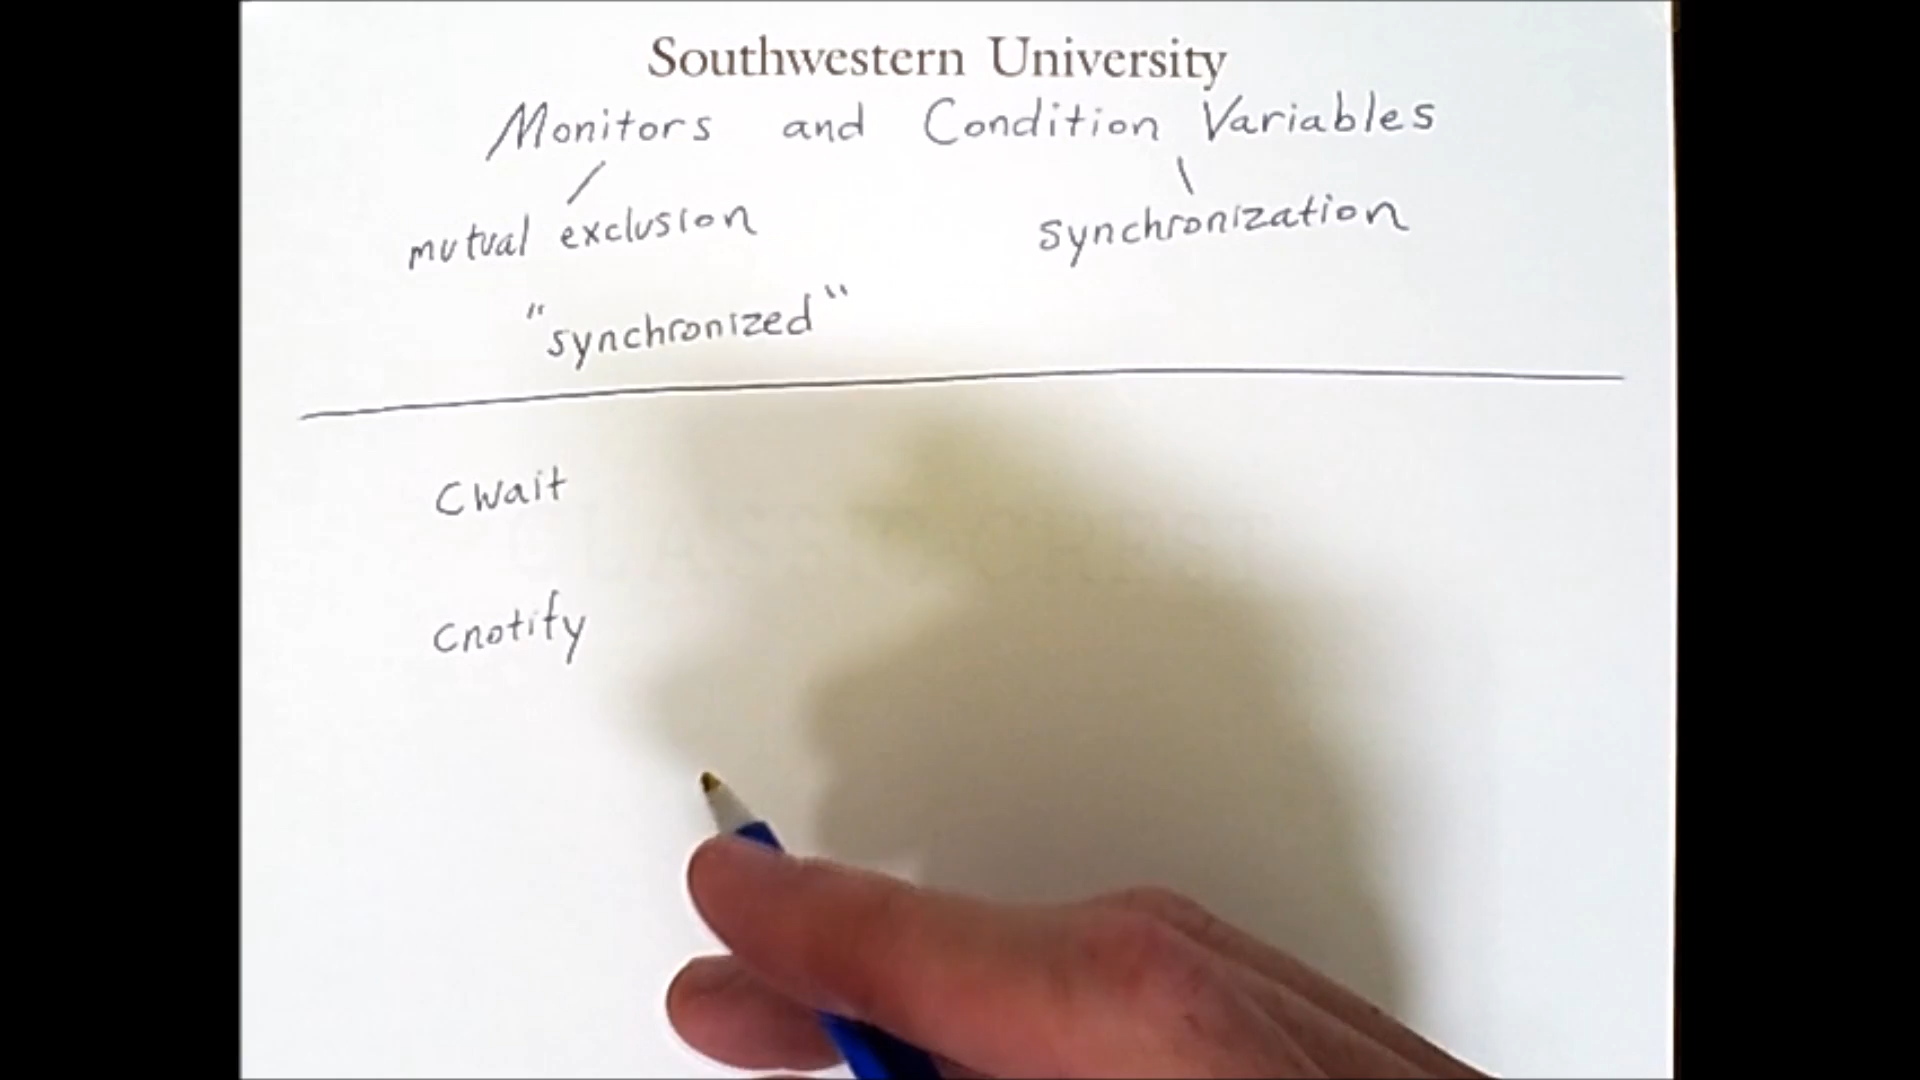 Southwestern University
Monitors and Condition Variables
mutual exclusion synchronization
"synchronized"
cwait
cnotify